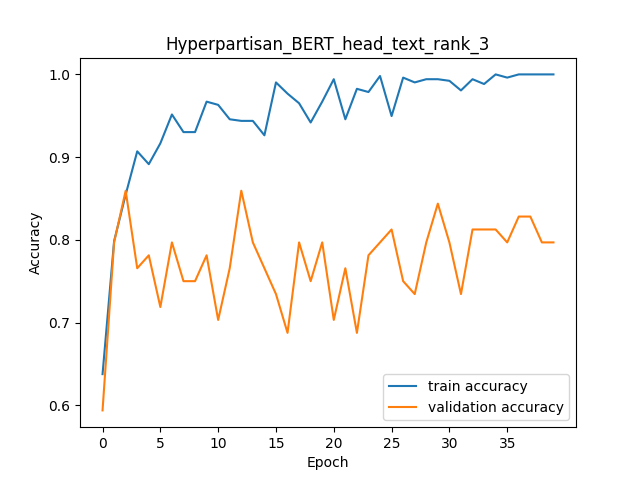 Hyperpartisan_BERT_head_text_rank_3
1.0
0.9
0.8
0.7
0.6
Accuracy
train accuracy
validation accuracy
0 5 10 15 20 25 30 35
Epoch